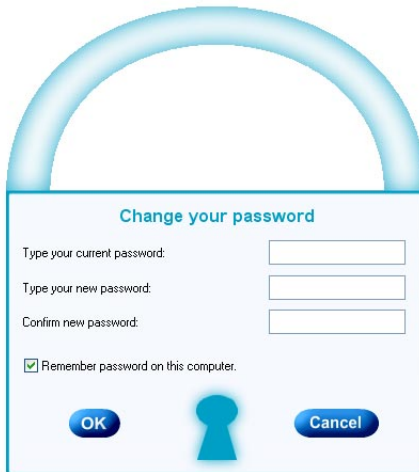 Change your password
Type your current password:
Type your new password:
Confirm new password:
Remember password on this computer.
OK Cancel